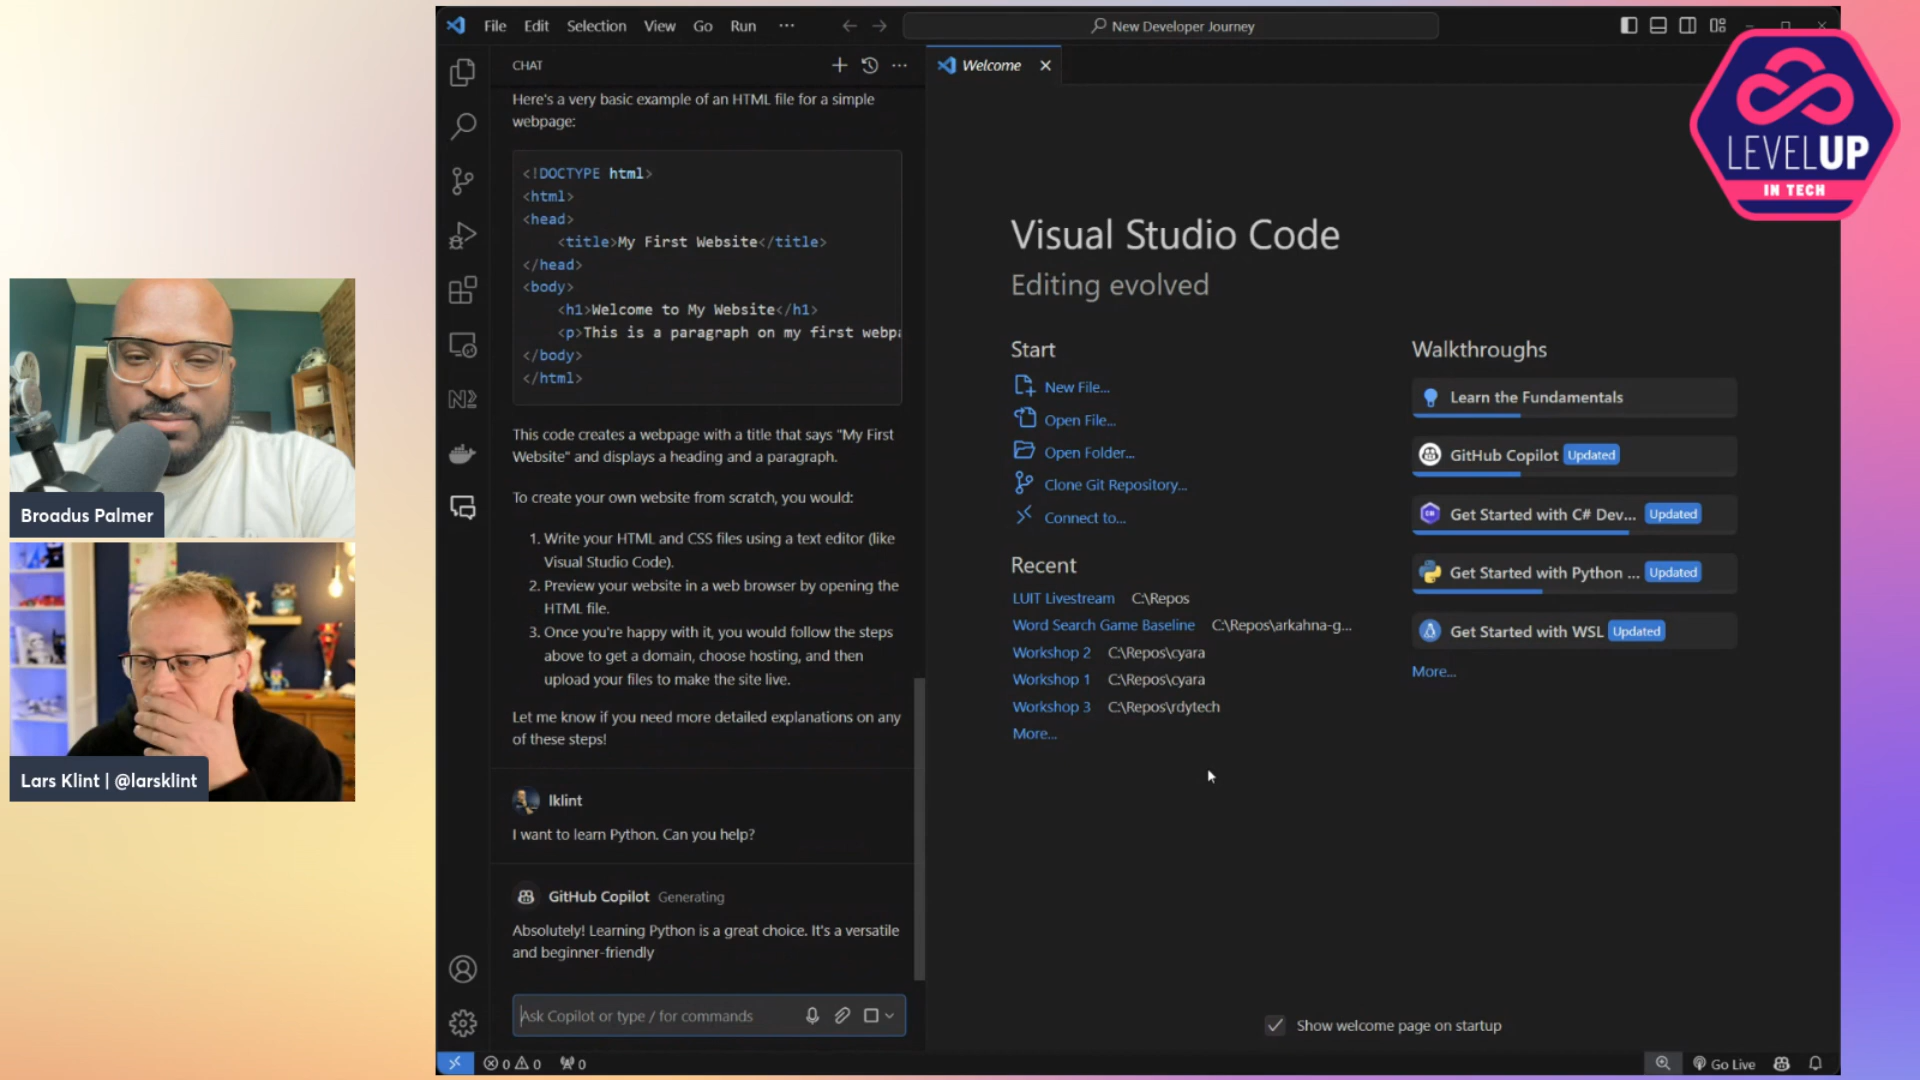 File Edit Selection View Go Run ···
New Developer Journey
CHAT
Here's a very basic example of an HTML file for a simple
webpage:
<!DOCTYPE html>
<html>
<head>
<title>My First Website</title>
</head>
<body>
<h1>Welcome to My Website</h1>
<p>This is a paragraph on my first webpa
</body>
</html>
This code creates a webpage with a title that says "My First
Website" and displays a heading and a paragraph.
To create your own website from scratch, you would:
1. Write your HTML and CSS files using a text editor (like
Visual Studio Code).
2. Preview your website in a web browser by opening the
HTML file.
3. Once you're happy with it, you would follow the steps
above to get a domain, choose hosting, and then
upload your files to make the site live.
Let me know if you need more detailed explanations on any
of these steps!
lklint
I want to learn Python. Can you help?
GitHub Copilot Generating
Absolutely! Learning Python is a great choice. It's a versatile
and beginner-friendly
Ask Copilot or type / for commands
Welcome
Visual Studio Code
Editing evolved
Start
New File...
Open File...
Open Folder...
Clone Git Repository...
Connect to...
Recent
LUIT Livestream C:\Repos
Word Search Game Baseline C:\Repos\arkahna-g...
Workshop 2 C:\Repos\cyara
Workshop 1 C:\Repos\cyara
Workshop 3 C:\Repos\rdytech
More...
Walkthroughs
Learn the Fundamentals
GitHub Copilot Updated
Get Started with C# Dev... Updated
Get Started with Python ... Updated
Get Started with WSL Updated
More...
Show welcome page on startup
0 0 0
Go Live
LEVELUP
IN TECH
Broadus Palmer
Lars Klint | @larsklint